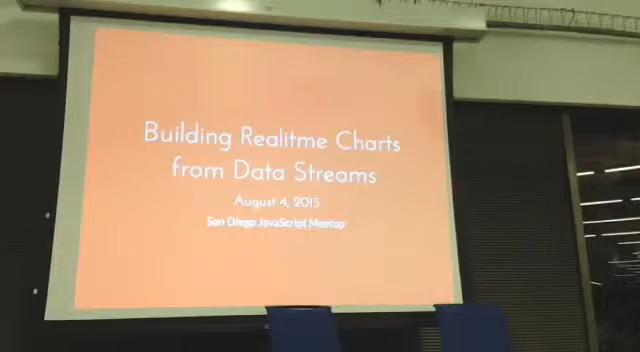 Building Realitme Charts
from Data Streams
August 4, 2015
San Diego JavaScript Meetup